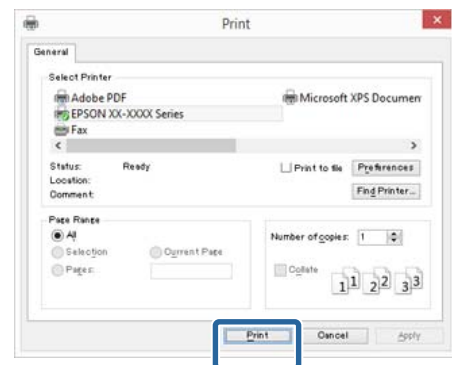 Print
General
Select Printer
Adobe PDF
Microsoft XPS Documen
EPSON XX-XXXX Series
Fax
Status: Ready
Print to file
Preferences
Location:
Comment:
Find Printer...
Page Range
All
Selection
Current Page
Pages:
Number of copies: 1
Collate
1 1 2 2 3 3
Print
Cancel
Apply